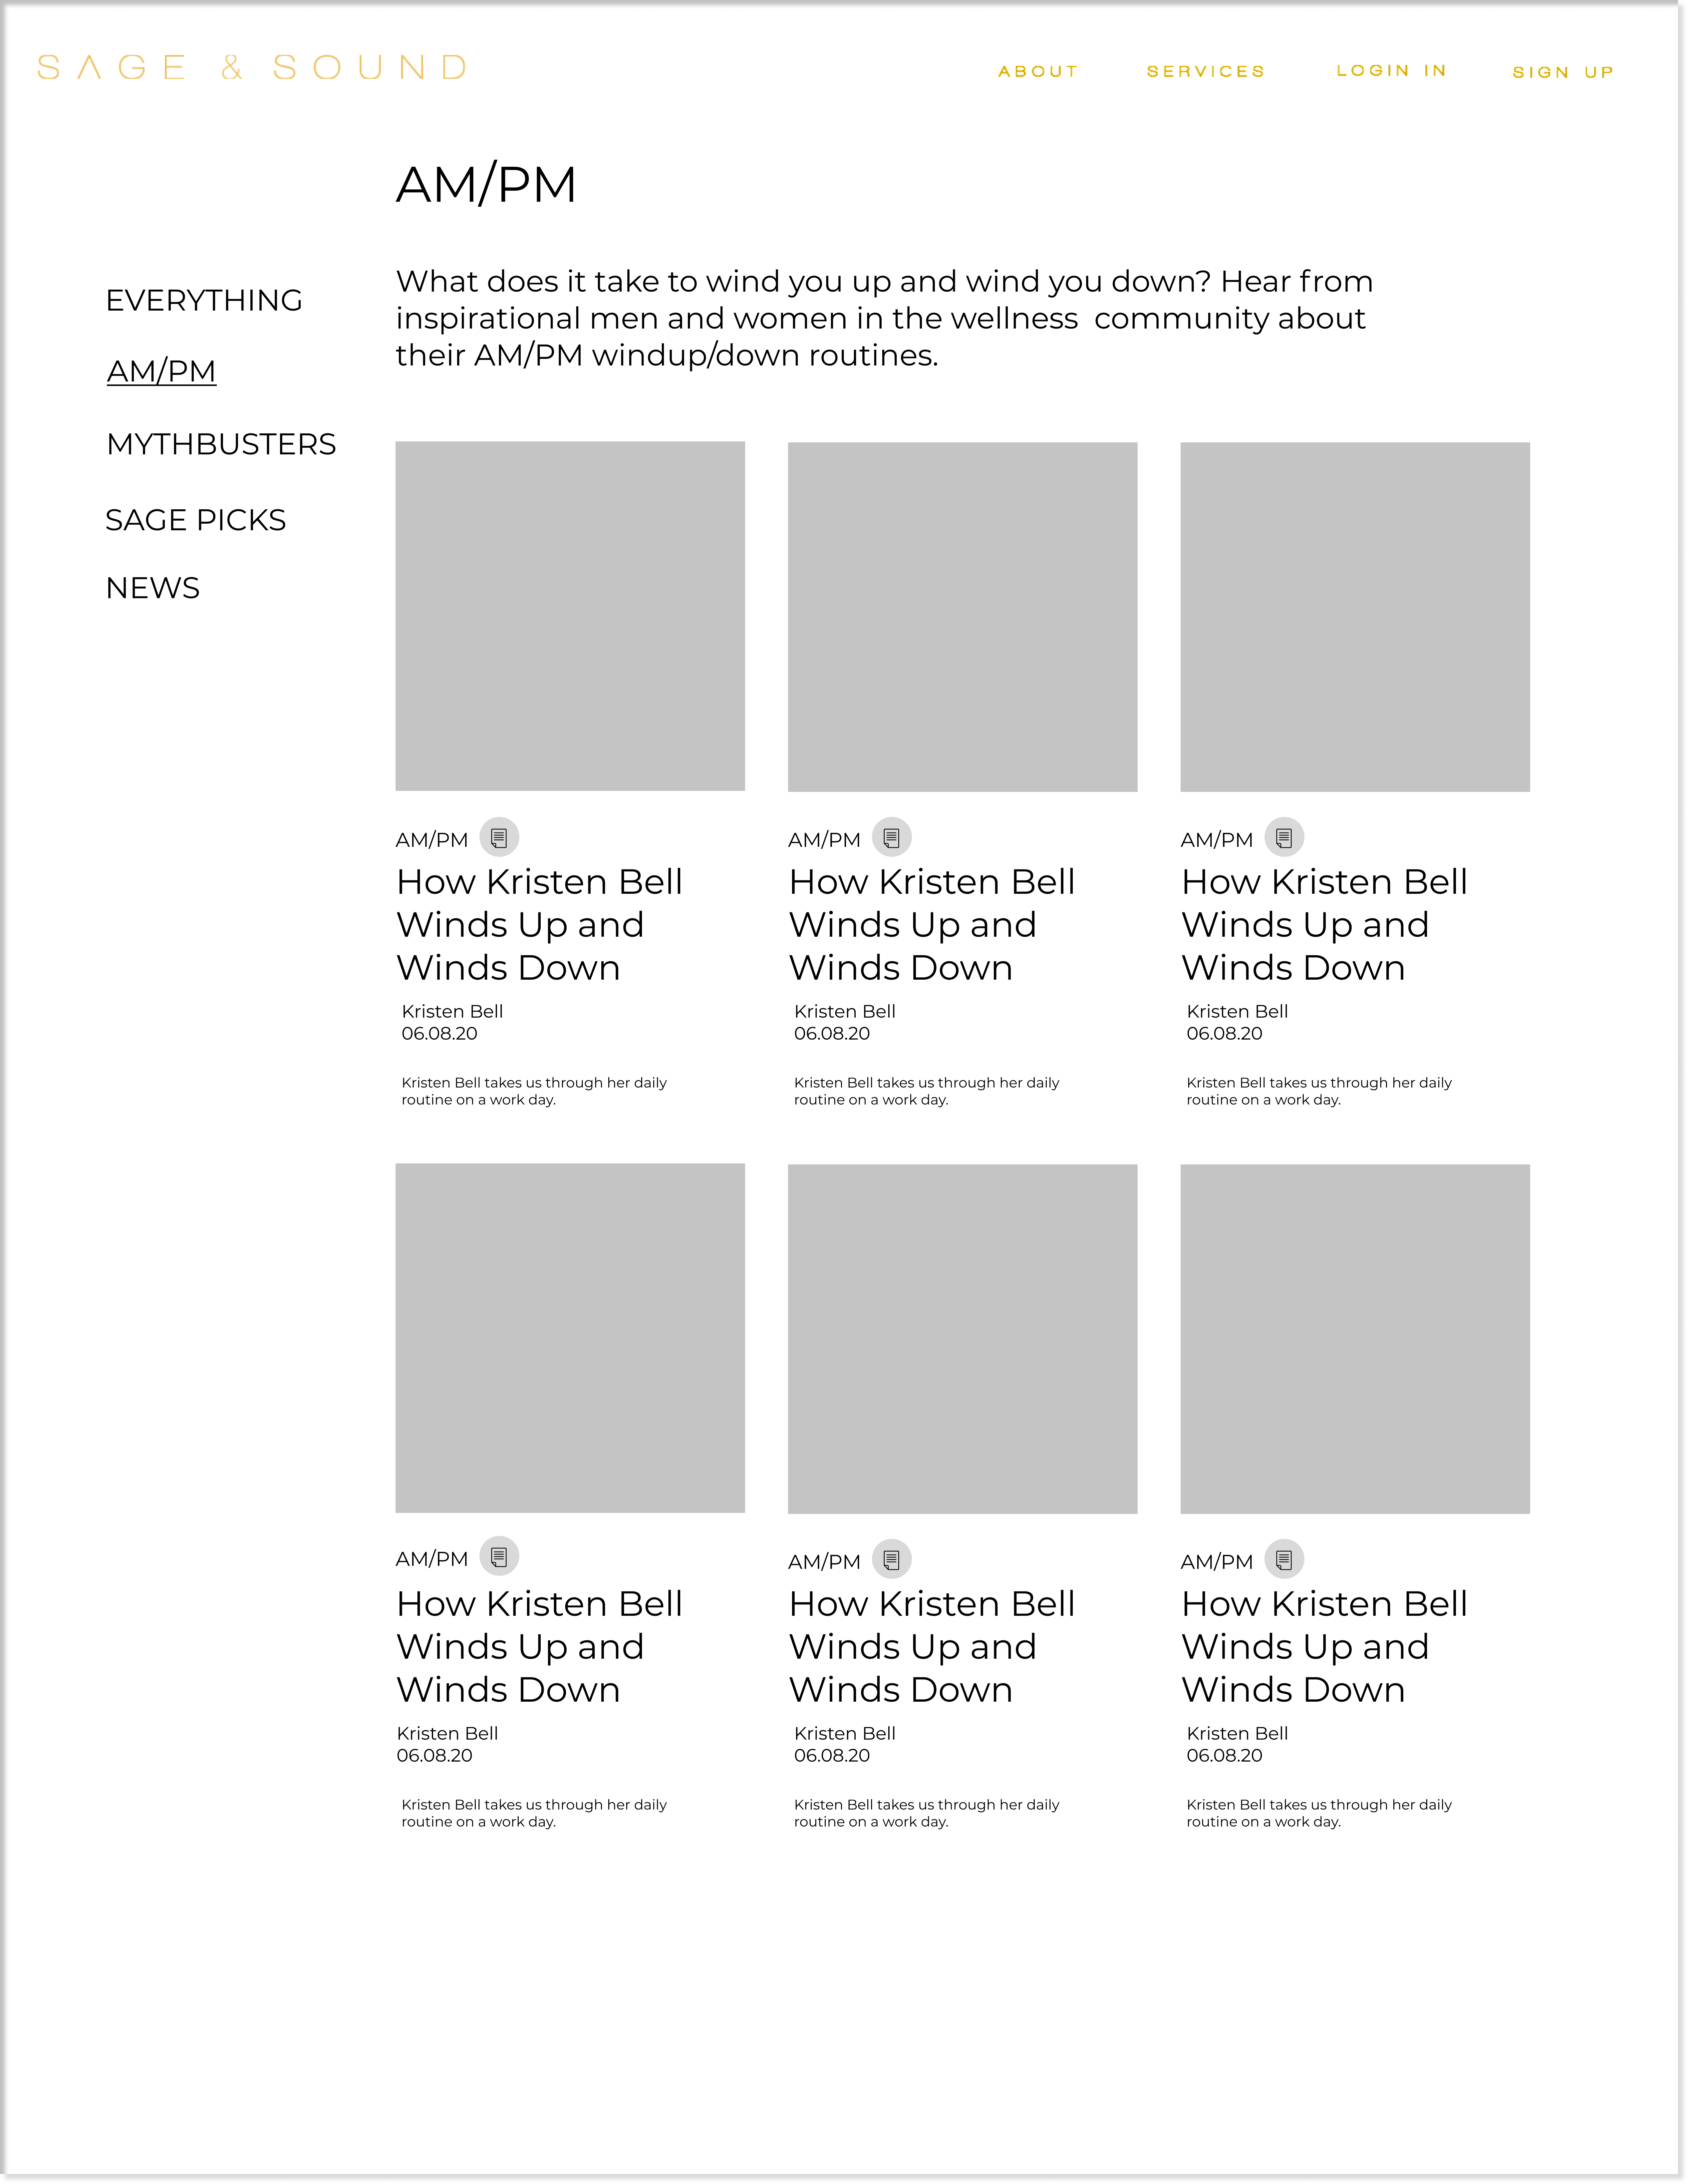 SAGE & SOUND
ABOUT SERVICES LOGIN IN SIGN UP
AM/PM
EVERYTHING
AM/PM
MYTHBUSTERS
SAGE PICKS
NEWS
What does it take to wind you up and wind you down? Hear from
inspirational men and women in the wellness  community about
their AM/PM windup/down routines.
AM/PM
How Kristen Bell
Winds Up and
Winds Down
Kristen Bell
06.08.20
Kristen Bell takes us through her daily
routine on a work day.
AM/PM
How Kristen Bell
Winds Up and
Winds Down
Kristen Bell
06.08.20
Kristen Bell takes us through her daily
routine on a work day.
AM/PM
How Kristen Bell
Winds Up and
Winds Down
Kristen Bell
06.08.20
Kristen Bell takes us through her daily
routine on a work day.
AM/PM
How Kristen Bell
Winds Up and
Winds Down
Kristen Bell
06.08.20
Kristen Bell takes us through her daily
routine on a work day.
AM/PM
How Kristen Bell
Winds Up and
Winds Down
Kristen Bell
06.08.20
Kristen Bell takes us through her daily
routine on a work day.
AM/PM
How Kristen Bell
Winds Up and
Winds Down
Kristen Bell
06.08.20
Kristen Bell takes us through her daily
routine on a work day.